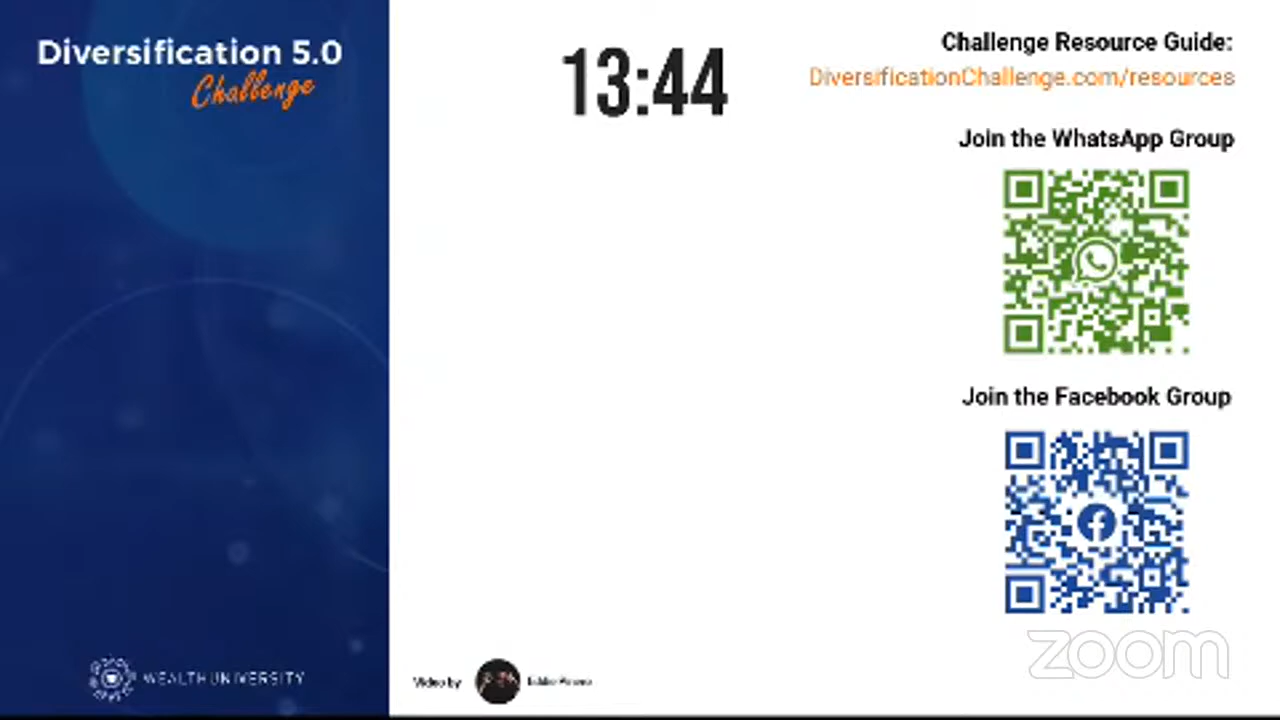 Diversification 5.0
Challenge
13:44
Challenge Resource Guide:
DiversificationChallenge.com/resources
Join the WhatsApp Group
Join the Facebook Group
WEALTH UNIVERSITY
Video by
zoom